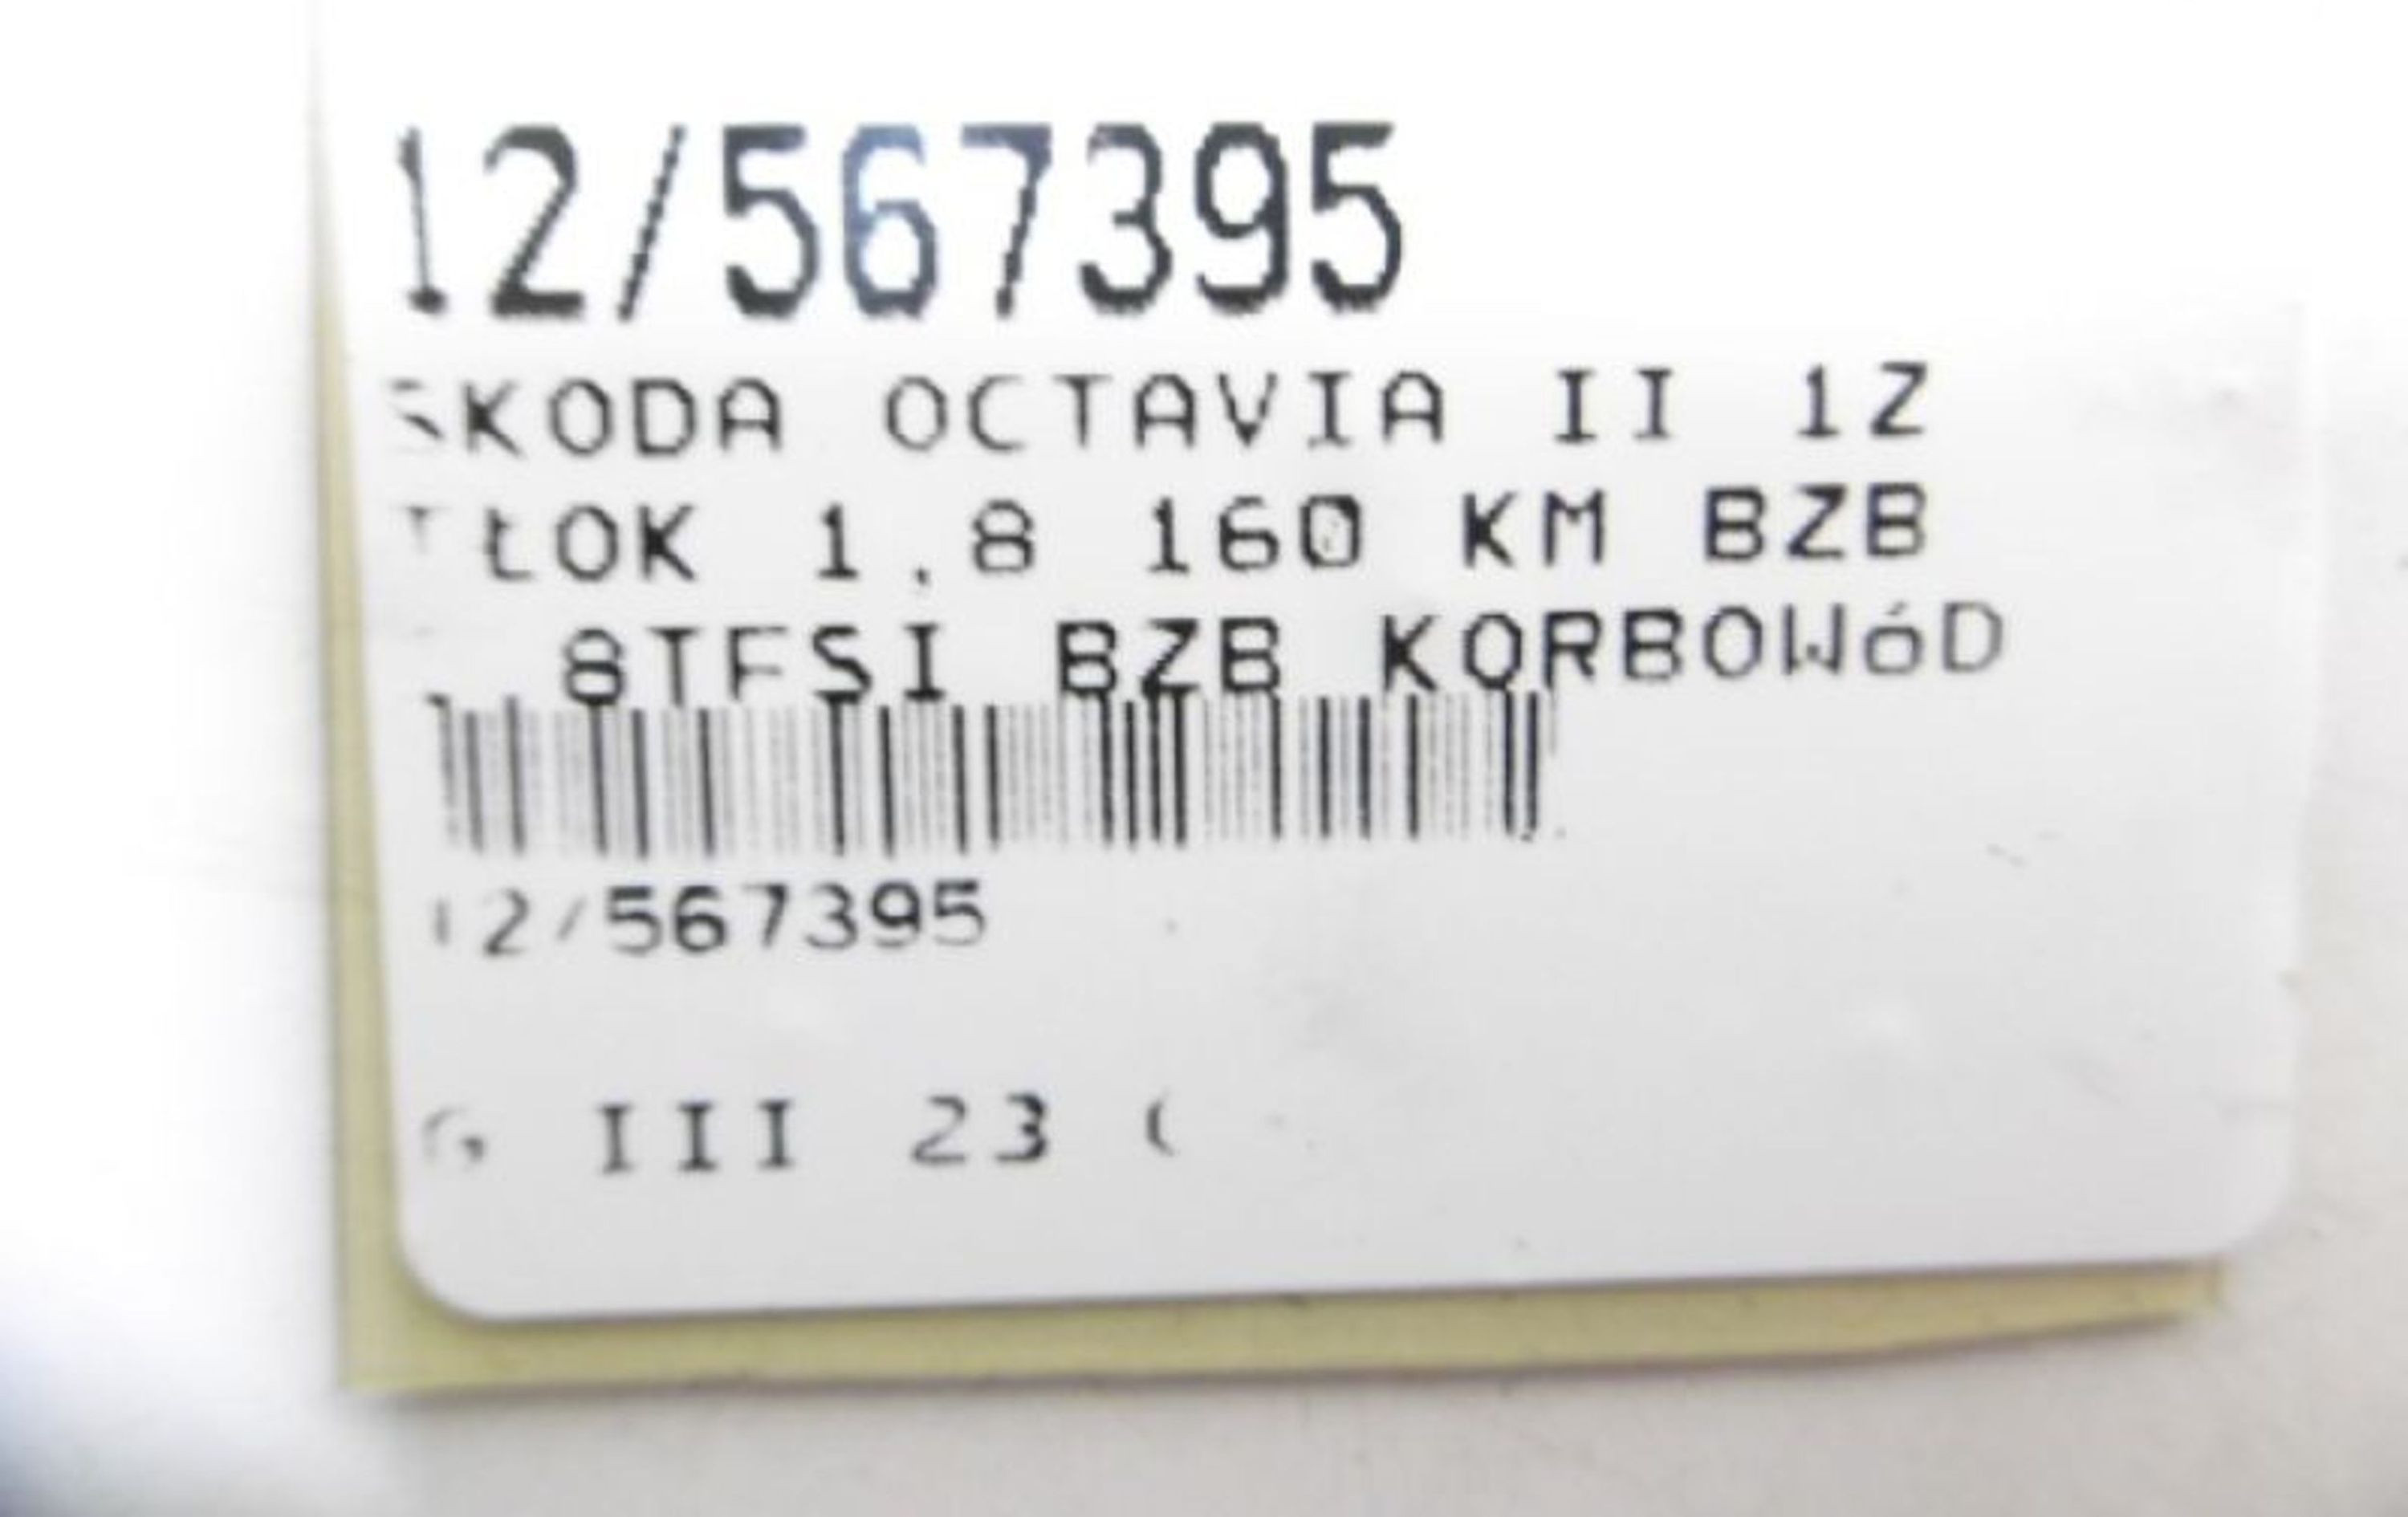 12/567395
SKODA OCTAVIA II 1Z
TŁOK 1.8 160 KM BZB
8TFSI BZB KORBOWóD
12/567395
G III 23